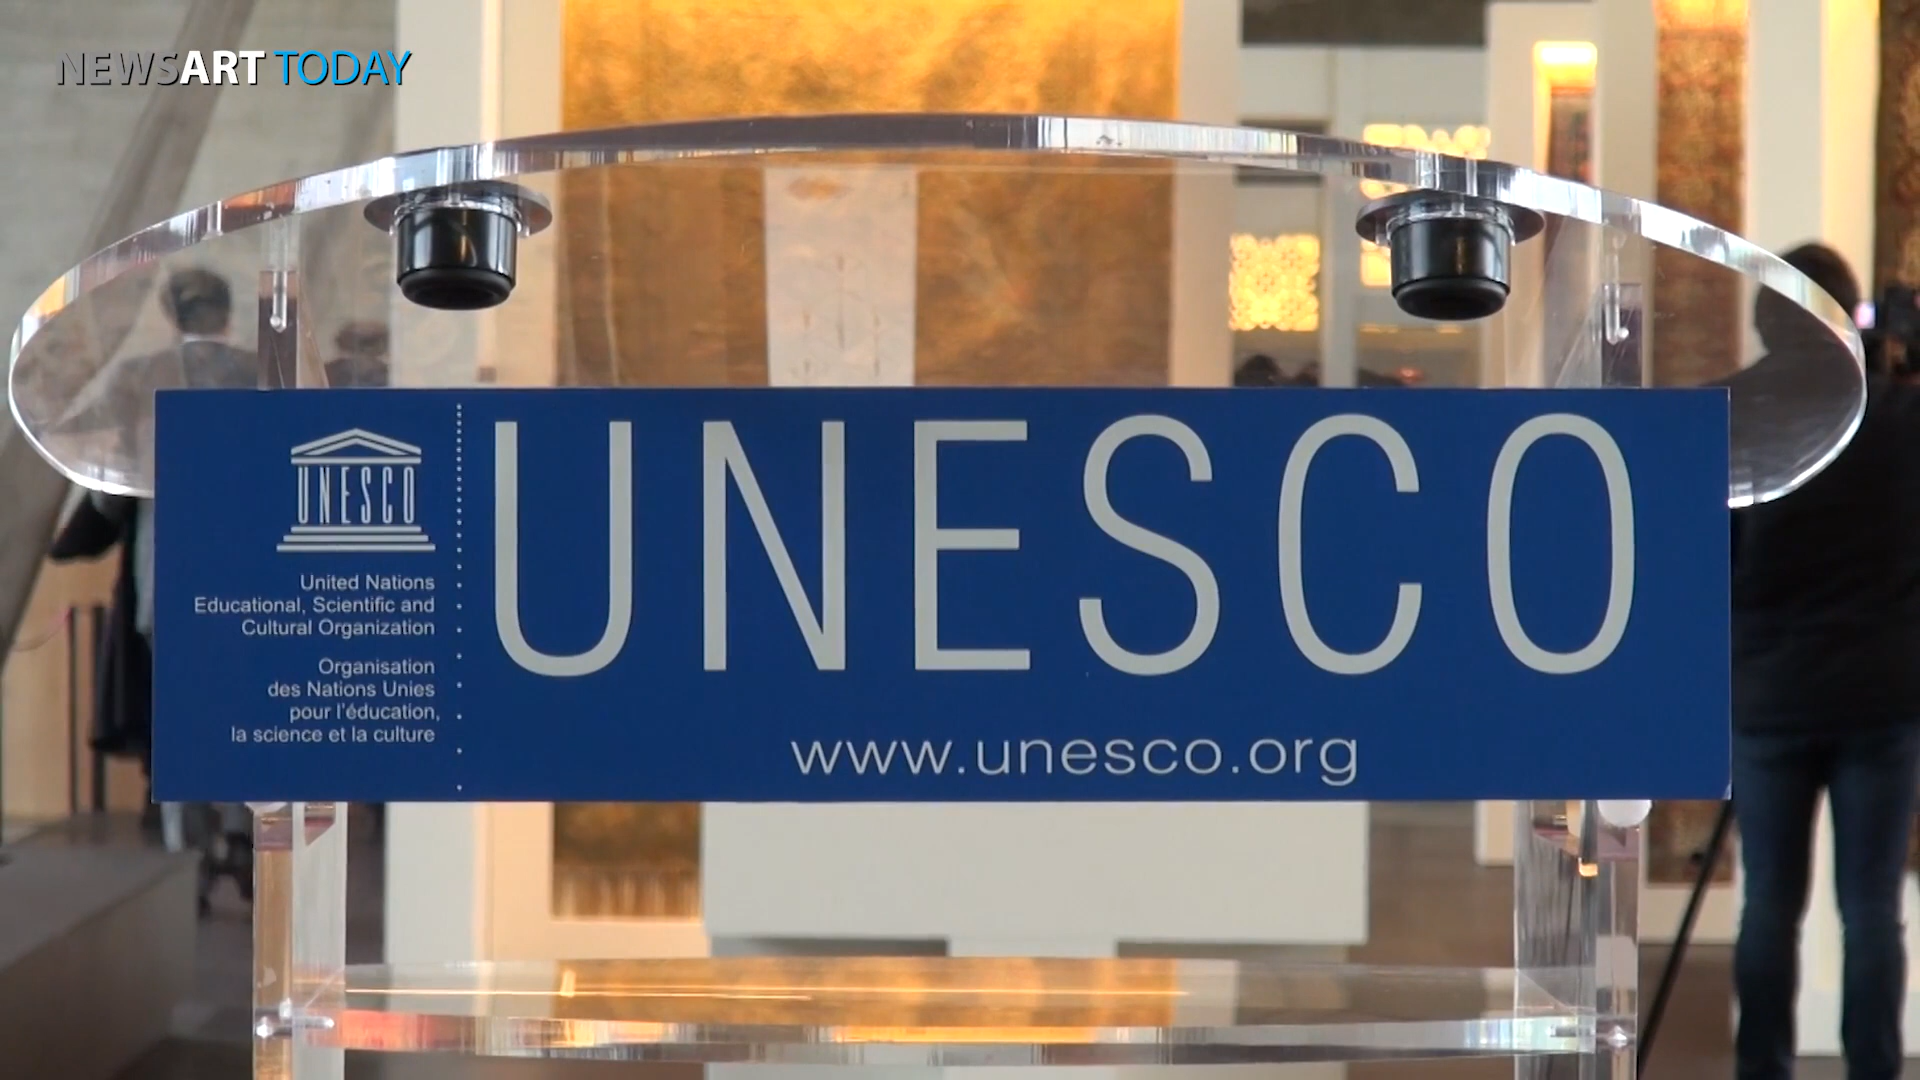 NEWSART TODAY
UNESCO
United Nations
Educational, Scientific and
Cultural Organization
Organisation
des Nations Unies
pour l'éducation,
la science et la culture
UNESCO
www.unesco.org